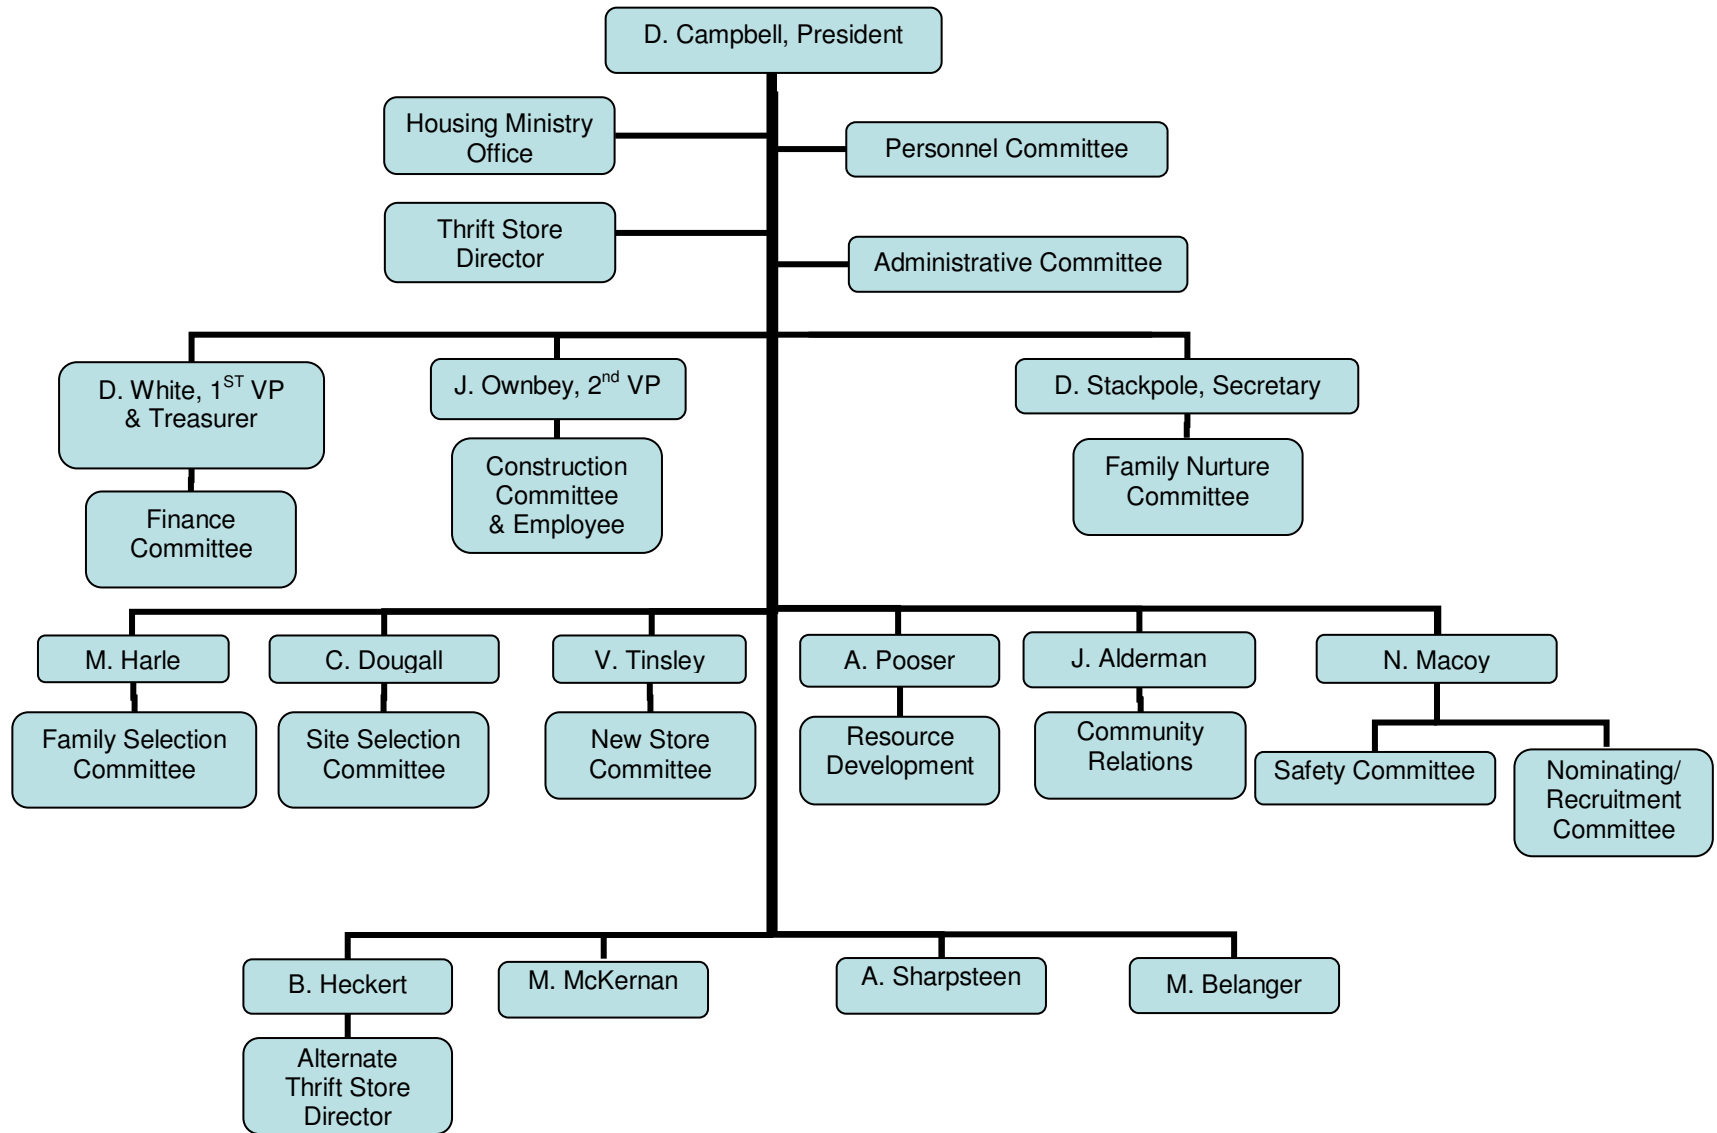 D. Campbell, President
Housing Ministry
Office
Personnel Committee
Thrift Store
Director
Administrative Committee
D. White, 1ST VP
& Treasurer
J. Ownbey, 2nd VP
D. Stackpole, Secretary
Finance
Committee
Construction
Committee
& Employee
Family Nurture
Committee
M. Harle
C. Dougall
V. Tinsley
A. Pooser
J. Alderman
N. Macoy
Family Selection
Committee
Site Selection
Committee
New Store
Committee
Resource
Development
Community
Relations
Safety Committee
Nominating/
Recruitment
Committee
B. Heckert
M. McKernan
A. Sharpsteen
M. Belanger
Alternate
Thrift Store
Director